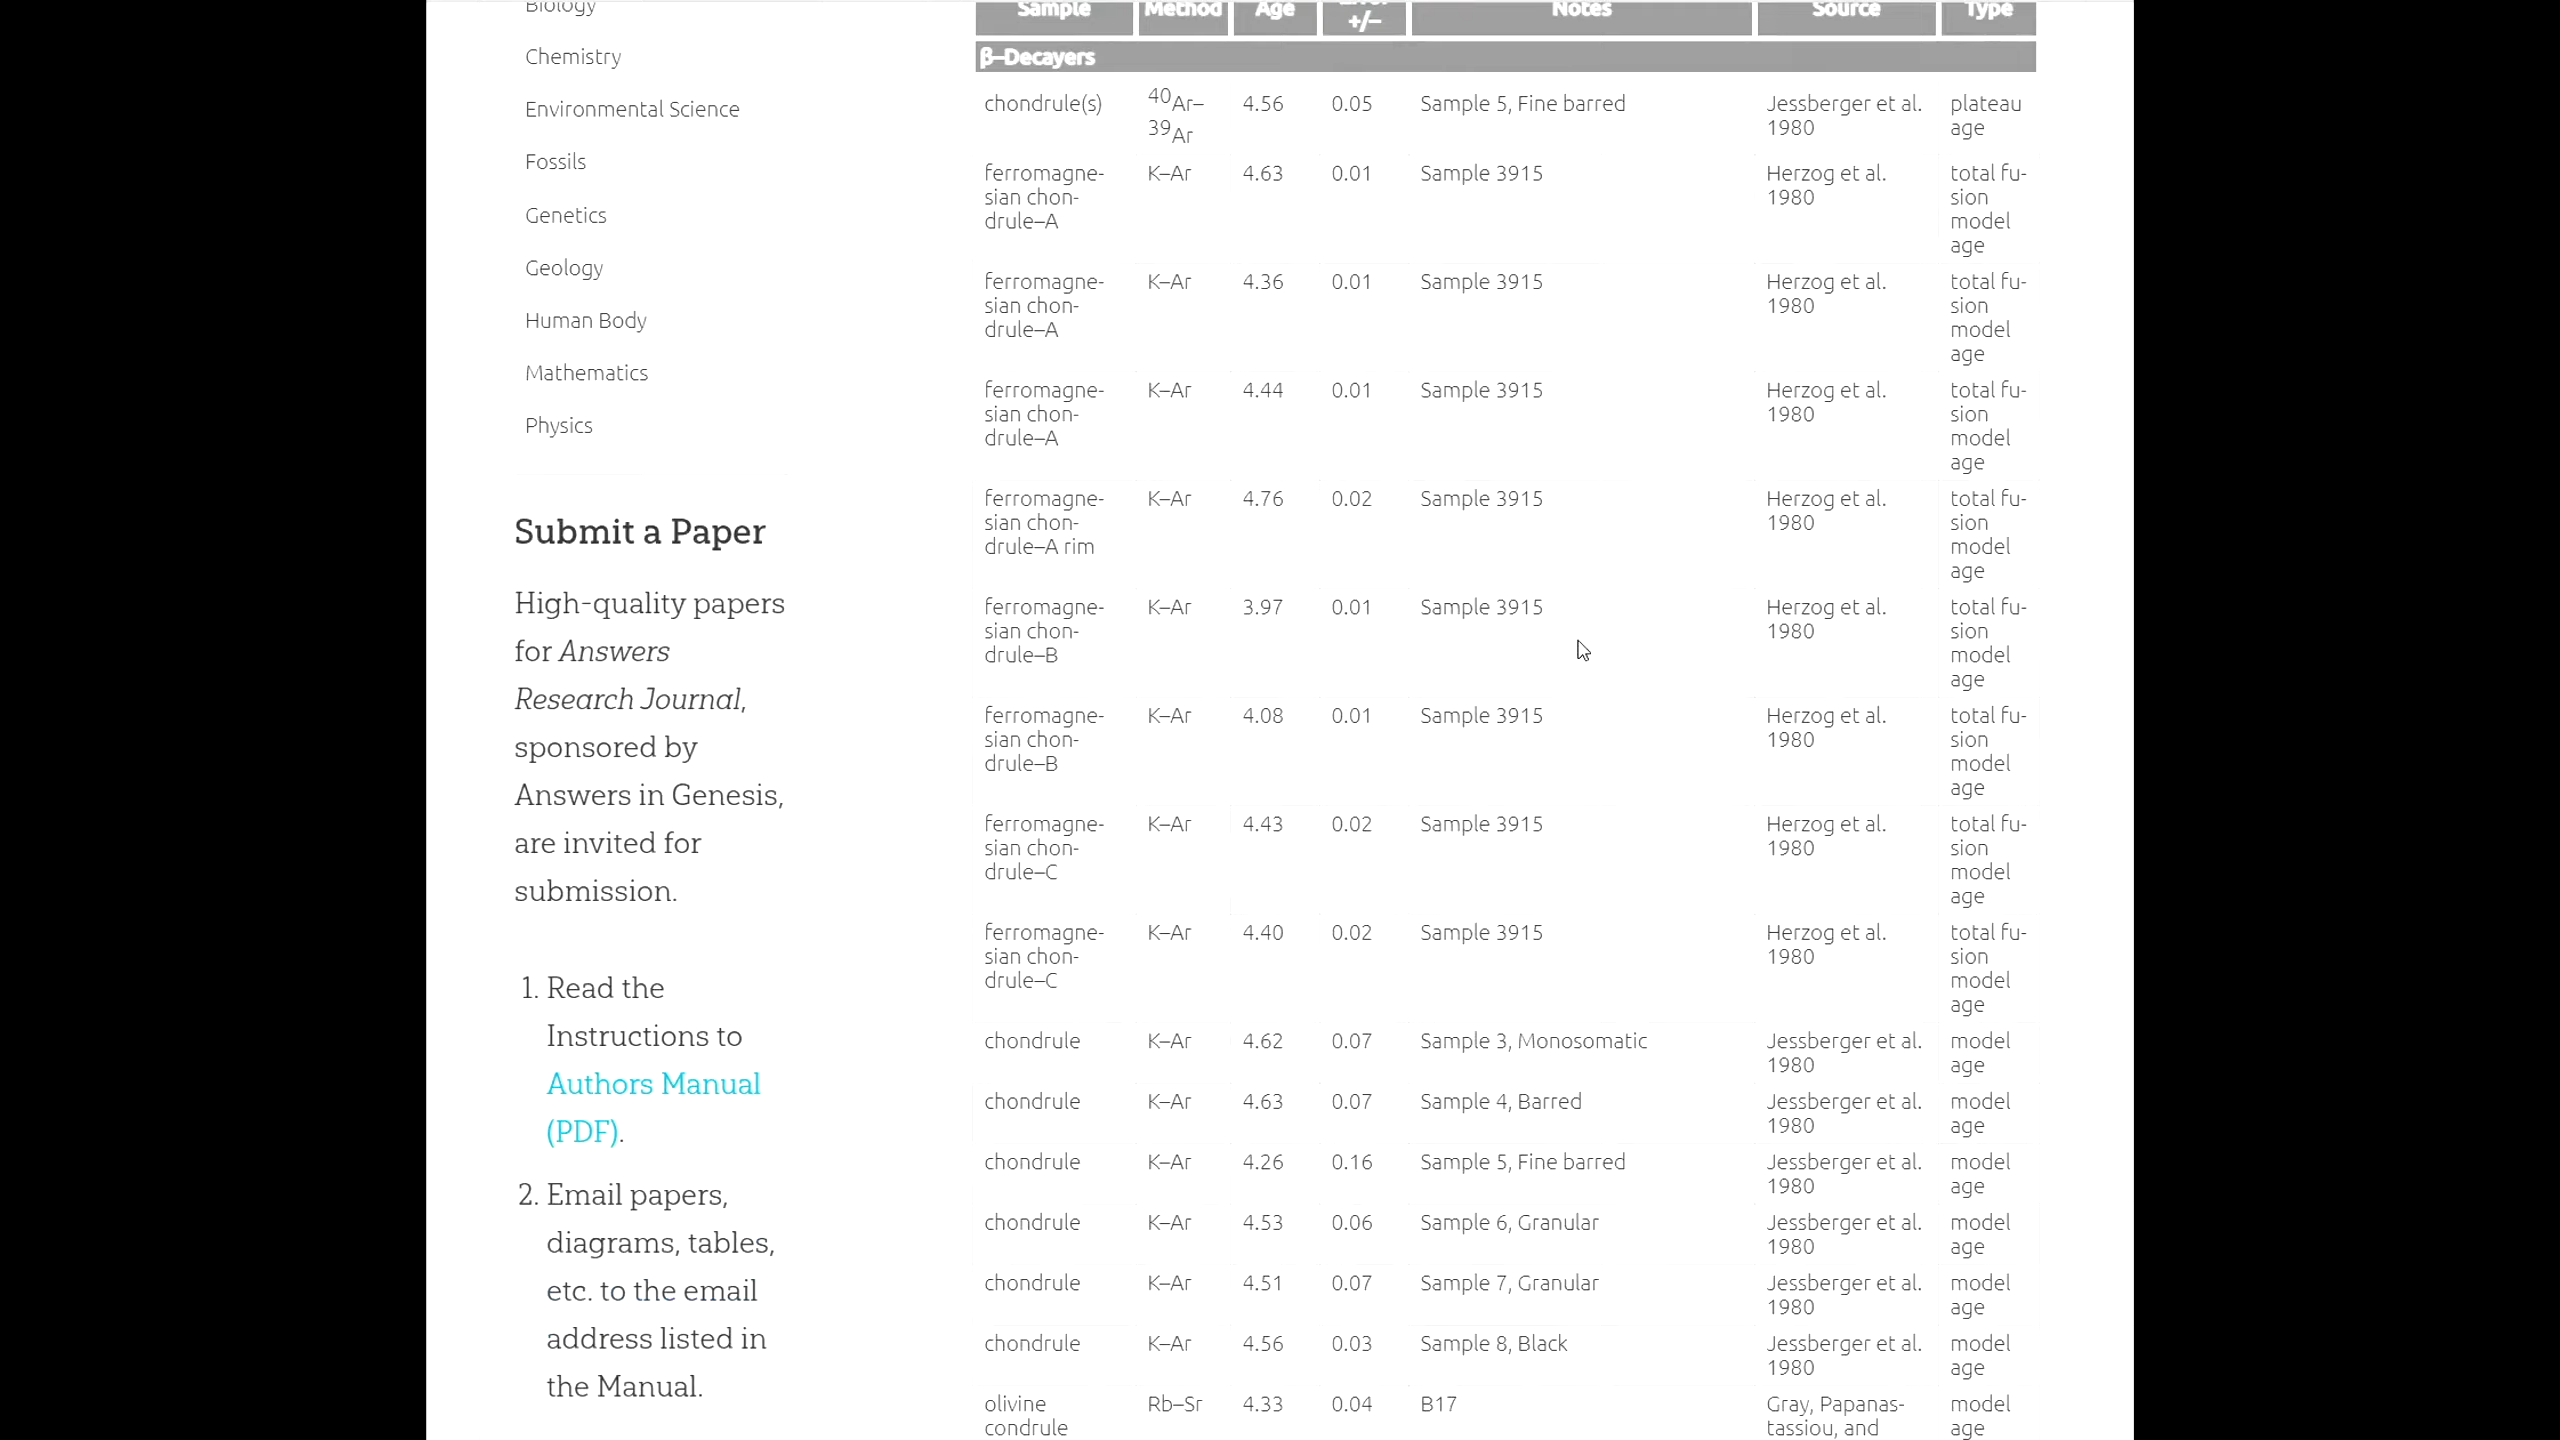 Biology
Chemistry
Environmental Science
Fossils
Genetics
Geology
Human Body
Mathematics
Physics
Submit a Paper
High-quality papers
for Answers
Research Journal,
sponsored by
Answers in Genesis,
are invited for
submission.
1. Read the
Instructions to
Authors Manual
(PDF).
2. Email papers,
diagrams, tables,
etc. to the email
address listed in
the Manual.
Sample Method Age +/– Notes Source Type
β–Decayers
chondrule(s) 40Ar– 4.56 0.05 Sample 5, Fine barred Jessberger et al. plateau
39Ar 1980 age
ferromagne- K–Ar 4.63 0.01 Sample 3915 Herzog et al. total fu-
sian chon- 1980 sion
drule–A model
age
ferromagne- K–Ar 4.36 0.01 Sample 3915 Herzog et al. total fu-
sian chon- 1980 sion
drule–A model
age
ferromagne- K–Ar 4.44 0.01 Sample 3915 Herzog et al. total fu-
sian chon- 1980 sion
drule–A model
age
ferromagne- K–Ar 4.76 0.02 Sample 3915 Herzog et al. total fu-
sian chon- 1980 sion
drule–A rim model
age
ferromagne- K–Ar 3.97 0.01 Sample 3915 Herzog et al. total fu-
sian chon- 1980 sion
drule–B model
age
ferromagne- K–Ar 4.08 0.01 Sample 3915 Herzog et al. total fu-
sian chon- 1980 sion
drule–B model
age
ferromagne- K–Ar 4.43 0.02 Sample 3915 Herzog et al. total fu-
sian chon- 1980 sion
drule–C model
age
ferromagne- K–Ar 4.40 0.02 Sample 3915 Herzog et al. total fu-
sian chon- 1980 sion
drule–C model
age
chondrule K–Ar 4.62 0.07 Sample 3, Monosomatic Jessberger et al. model
1980 age
chondrule K–Ar 4.63 0.07 Sample 4, Barred Jessberger et al. model
1980 age
chondrule K–Ar 4.26 0.16 Sample 5, Fine barred Jessberger et al. model
1980 age
chondrule K–Ar 4.53 0.06 Sample 6, Granular Jessberger et al. model
1980 age
chondrule K–Ar 4.51 0.07 Sample 7, Granular Jessberger et al. model
1980 age
chondrule K–Ar 4.56 0.03 Sample 8, Black Jessberger et al. model
1980 age
olivine Rb–Sr 4.33 0.04 B17 Gray, Papanas- model
condrule tassiou, and age